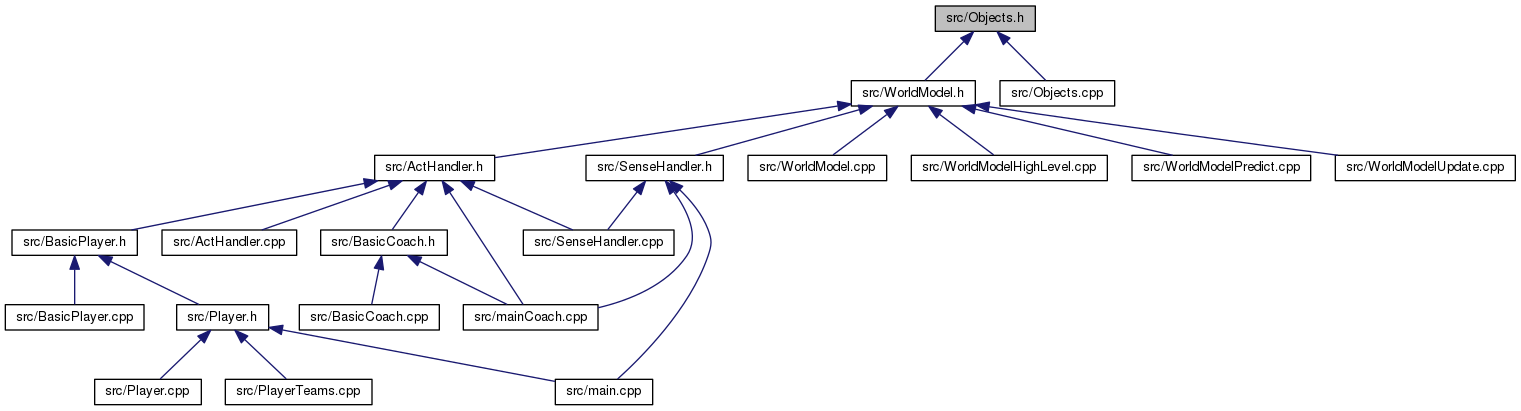 src/Objects.h
src/WorldModel.h
src/Objects.cpp
src/ActHandler.h
src/SenseHandler.h
src/WorldModel.cpp
src/WorldModelHighLevel.cpp
src/WorldModelPredict.cpp
src/WorldModelUpdate.cpp
src/BasicPlayer.h
src/ActHandler.cpp
src/BasicCoach.h
src/SenseHandler.cpp
src/BasicPlayer.cpp
src/Player.h
src/BasicCoach.cpp
src/mainCoach.cpp
src/Player.cpp
src/PlayerTeams.cpp
src/main.cpp